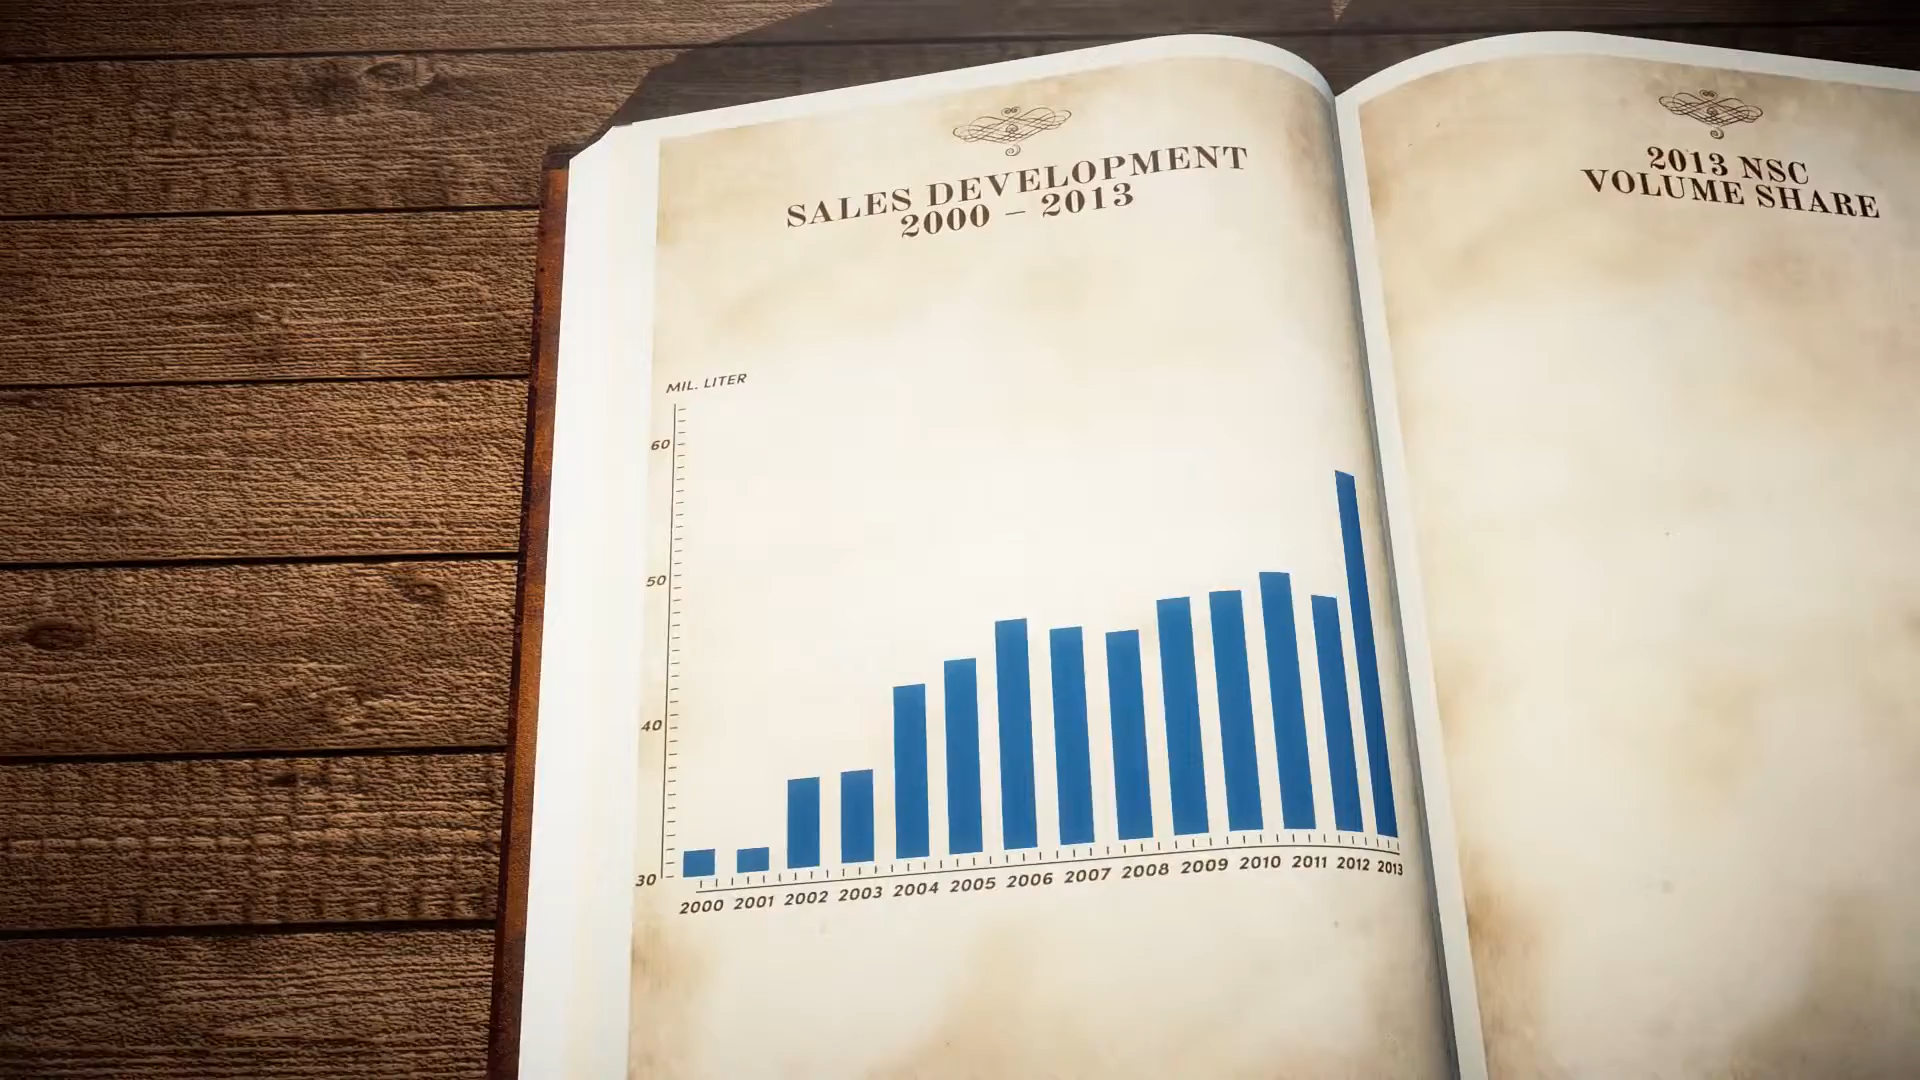 SALES DEVELOPMENT
2000 – 2013
MIL. LITER
60
50
40
30
2000 2001 2002 2003 2004 2005 2006 2007 2008 2009 2010 2011 2012 2013
2013 NSC
VOLUME SHARE